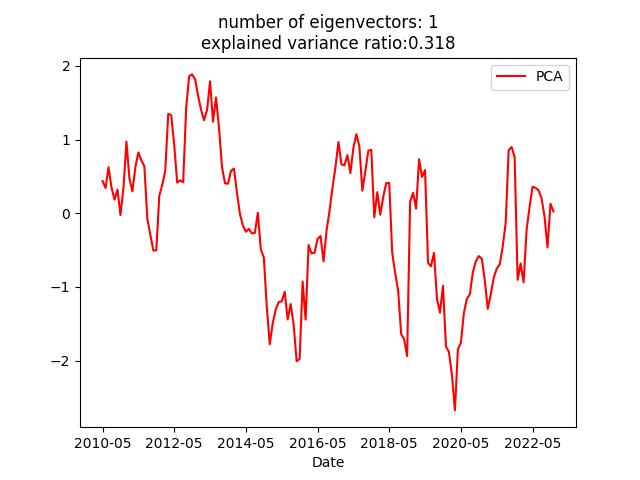 number of eigenvectors: 1
explained variance ratio:0.318
PCA
2
1
0
−1
−2
2010-05 2012-05 2014-05 2016-05 2018-05 2020-05 2022-05
Date